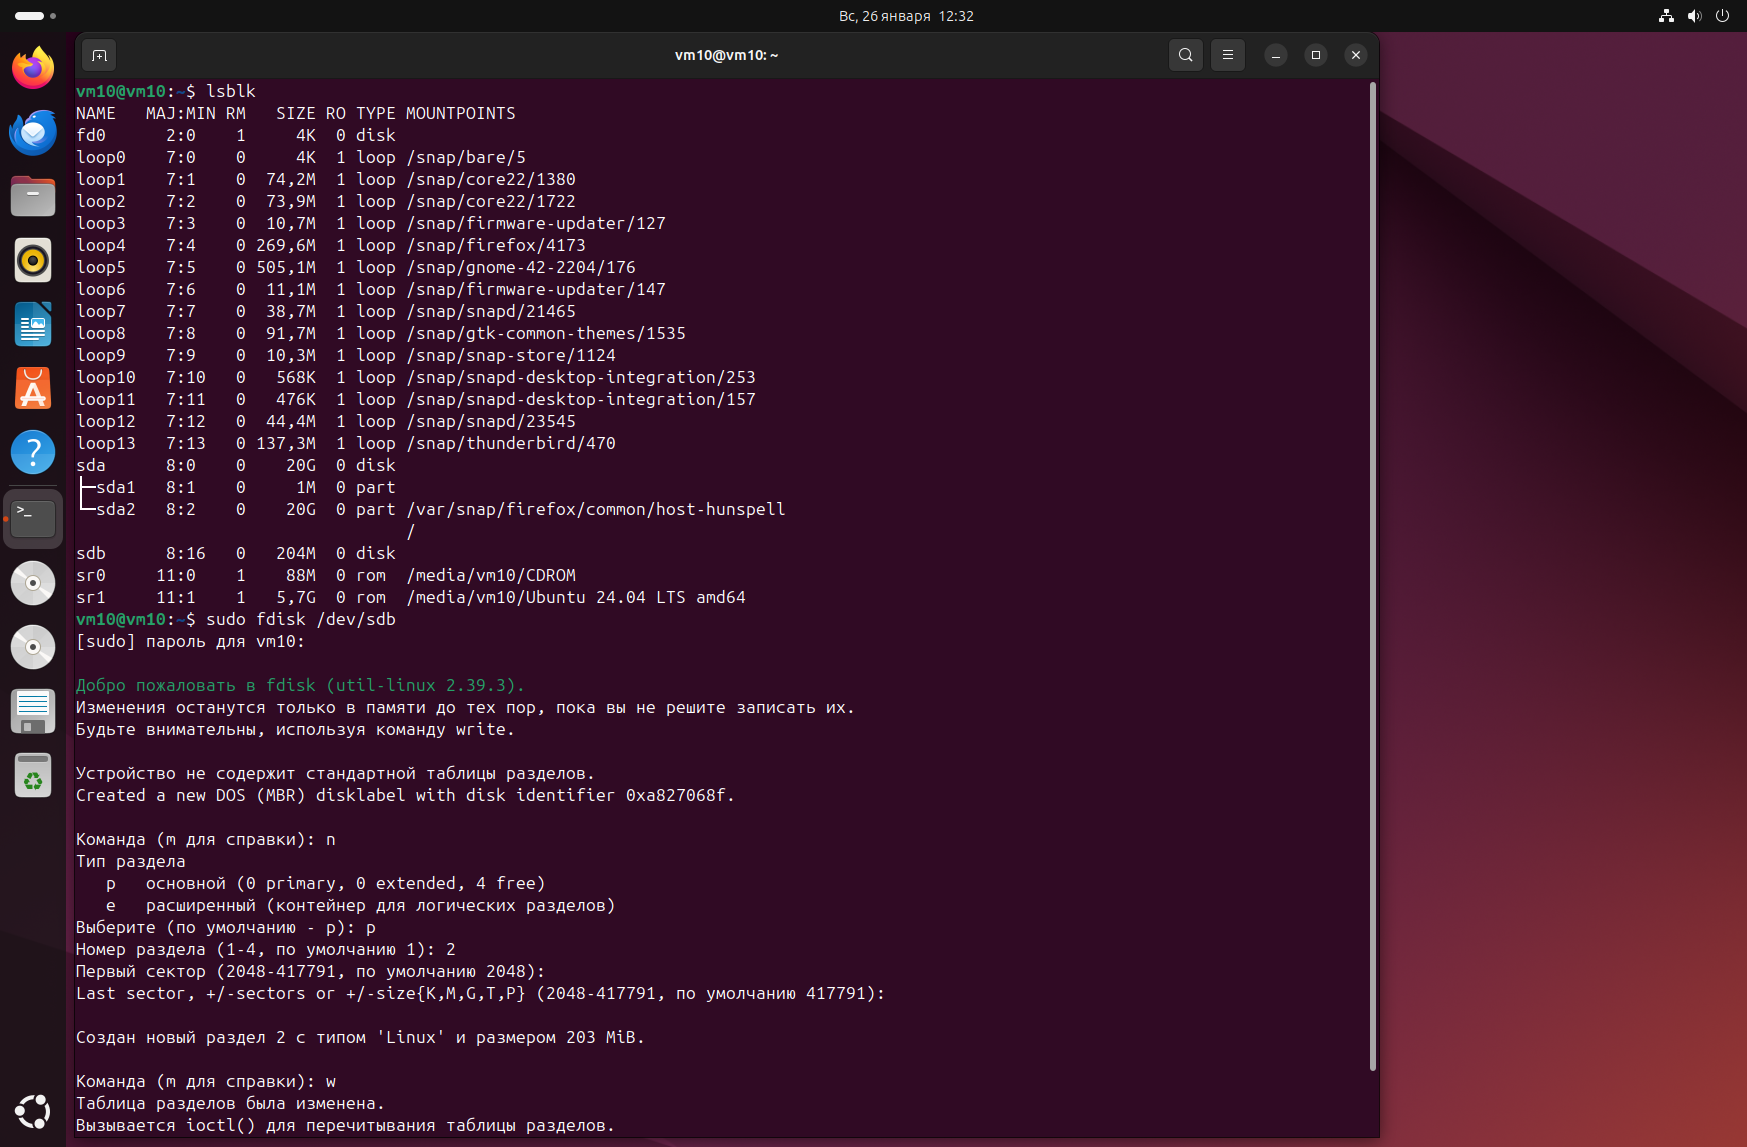 Вс, 26 января 12:32
vm10@vm10: ~
vm10@vm10:~$ lsblk
NAME   MAJ:MIN RM   SIZE RO TYPE MOUNTPOINTS
fd0      2:0    1     4K  0 disk
loop0    7:0    0     4K  1 loop /snap/bare/5
loop1    7:1    0  74,2M  1 loop /snap/core22/1380
loop2    7:2    0  73,9M  1 loop /snap/core22/1722
loop3    7:3    0  10,7M  1 loop /snap/firmware-updater/127
loop4    7:4    0 269,6M  1 loop /snap/firefox/4173
loop5    7:5    0 505,1M  1 loop /snap/gnome-42-2204/176
loop6    7:6    0  11,1M  1 loop /snap/firmware-updater/147
loop7    7:7    0  38,7M  1 loop /snap/snapd/21465
loop8    7:8    0  91,7M  1 loop /snap/gtk-common-themes/1535
loop9    7:9    0  10,3M  1 loop /snap/snap-store/1124
loop10   7:10   0   568K  1 loop /snap/snapd-desktop-integration/253
loop11   7:11   0   476K  1 loop /snap/snapd-desktop-integration/157
loop12   7:12   0  44,4M  1 loop /snap/snapd/23545
loop13   7:13   0 137,3M  1 loop /snap/thunderbird/470
sda      8:0    0    20G  0 disk
├─sda1   8:1    0     1M  0 part
└─sda2   8:2    0    20G  0 part /var/snap/firefox/common/host-hunspell
                                 /
sdb      8:16   0   204M  0 disk
sr0     11:0    1    88M  0 rom  /media/vm10/CDROM
sr1     11:1    1   5,7G  0 rom  /media/vm10/Ubuntu 24.04 LTS amd64
vm10@vm10:~$ sudo fdisk /dev/sdb
[sudo] пароль для vm10:
Добро пожаловать в fdisk (util-linux 2.39.3).
Изменения останутся только в памяти до тех пор, пока вы не решите записать их.
Будьте внимательны, используя команду write.
Устройство не содержит стандартной таблицы разделов.
Created a new DOS (MBR) disklabel with disk identifier 0xa827068f.
Команда (m для справки): n
Тип раздела
   p   основной (0 primary, 0 extended, 4 free)
   e   расширенный (контейнер для логических разделов)
Выберите (по умолчанию - p): p
Номер раздела (1-4, по умолчанию 1): 2
Первый сектор (2048-417791, по умолчанию 2048):
Last sector, +/-sectors or +/-size{K,M,G,T,P} (2048-417791, по умолчанию 417791):
Создан новый раздел 2 с типом 'Linux' и размером 203 MiB.
Команда (m для справки): w
Таблица разделов была изменена.
Вызывается ioctl() для перечитывания таблицы разделов.